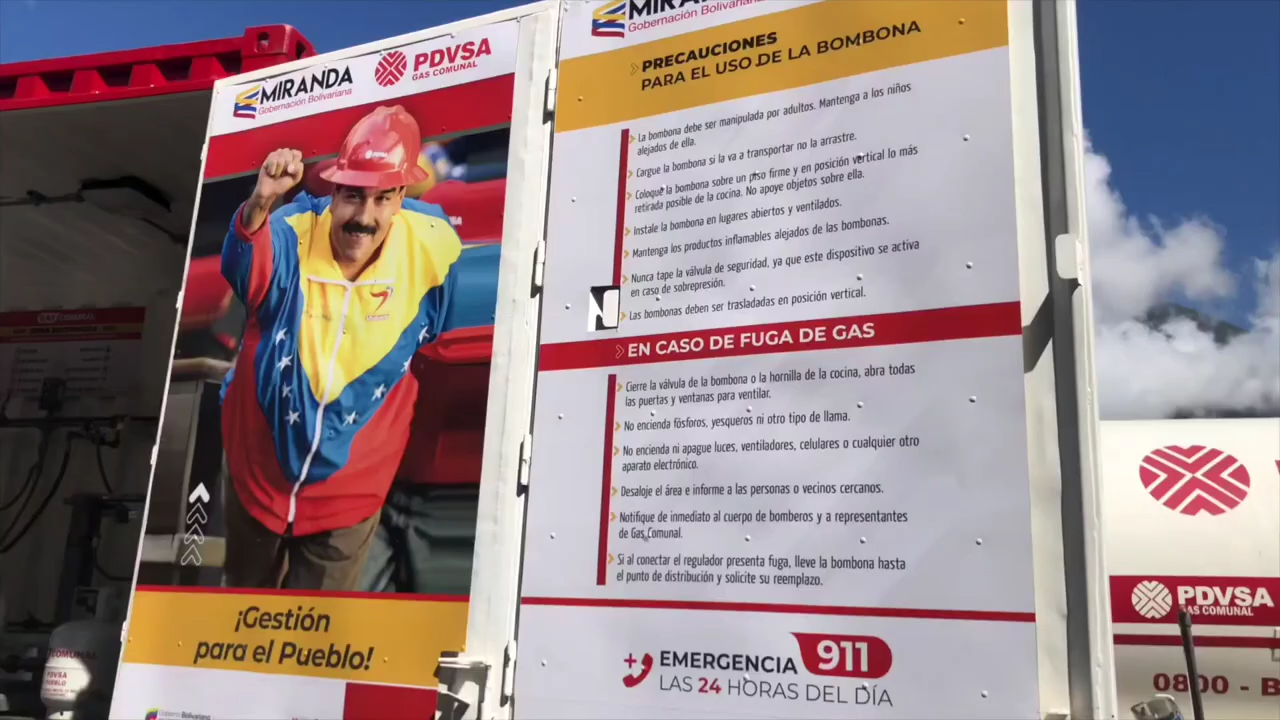 MIRANDA
Gobernación Bolivariana
PDVSA
GAS COMUNAL
PDVSA
¡Gestión
para el Pueblo!
Gobierno Bolivariano
Gobernación Bolivariana
PRECAUCIONES
PARA EL USO DE LA BOMBONA
La bombona debe ser manipulada por adultos. Mantenga a los niños
alejados de ella.
Cargue la bombona si la va a transportar no la arrastre.
Coloque la bombona sobre un piso firme y en posición vertical lo más
retirada posible de la cocina. No apoye objetos sobre ella.
Instale la bombona en lugares abiertos y ventilados.
Mantenga los productos inflamables alejados de las bombonas.
Nunca tape la válvula de seguridad, ya que este dispositivo se activa
en caso de sobrepresión.
Las bombonas deben ser trasladadas en posición vertical.
N
EN CASO DE FUGA DE GAS
Cierre la válvula de la bombona o la hornilla de la cocina, abra todas
las puertas y ventanas para ventilar.
No encienda fósforos, yesqueros ni otro tipo de llama.
No encienda ni apague luces, ventiladores, celulares o cualquier otro
aparato electrónico.
Desaloje el área e informe a las personas o vecinos cercanos.
Notifique de inmediato al cuerpo de bomberos y a representantes
de Gas Comunal.
Si al conectar el regulador presenta fuga, lleve la bombona hasta
el punto de distribución y solicite su reemplazo.
EMERGENCIA 911
LAS 24 HORAS DEL DÍA
PDVSA
GAS COMUNAL
0800 - B
GAS COMUNAL
PDVSA
PUEBLO